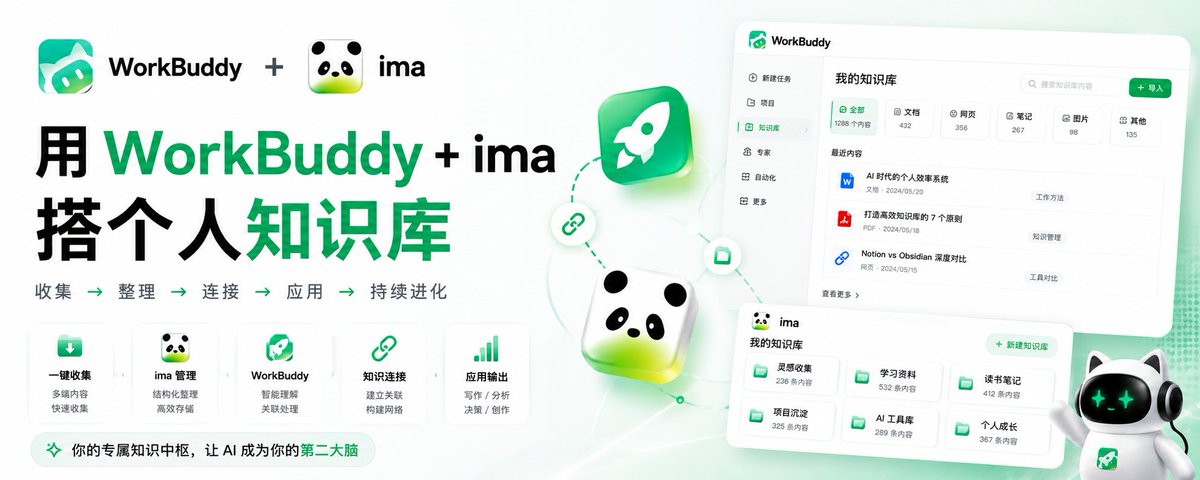 WorkBuddy + ima
用 WorkBuddy + ima
搭个人知识库
收集 → 整理 → 连接 → 应用 → 持续进化
一键收集
多端内容
快速收集
ima 管理
结构化整理
高效存储
WorkBuddy
智能理解
关联处理
知识连接
建立关联
构建网络
应用输出
写作 / 分析
决策 / 创作
你的专属知识中枢，让 AI 成为你的第二大脑
WorkBuddy
新建任务
项目
知识库
专家
自动化
更多
我的知识库
搜索知识库内容
+ 导入
全部
1288 个内容
文档
432
网页
356
笔记
267
图片
98
其他
135
最近内容
AI 时代的个人效率系统
文档 · 2024/05/20
工作方法
打造高效知识库的 7 个原则
PDF · 2024/05/18
知识管理
Notion vs Obsidian 深度对比
网页 · 2024/05/15
工具对比
查看更多 >
ima
我的知识库
+ 新建知识库
灵感收集
236 条内容
学习资料
532 条内容
读书笔记
412 条内容
项目沉淀
325 条内容
AI 工具库
289 条内容
个人成长
367 条内容